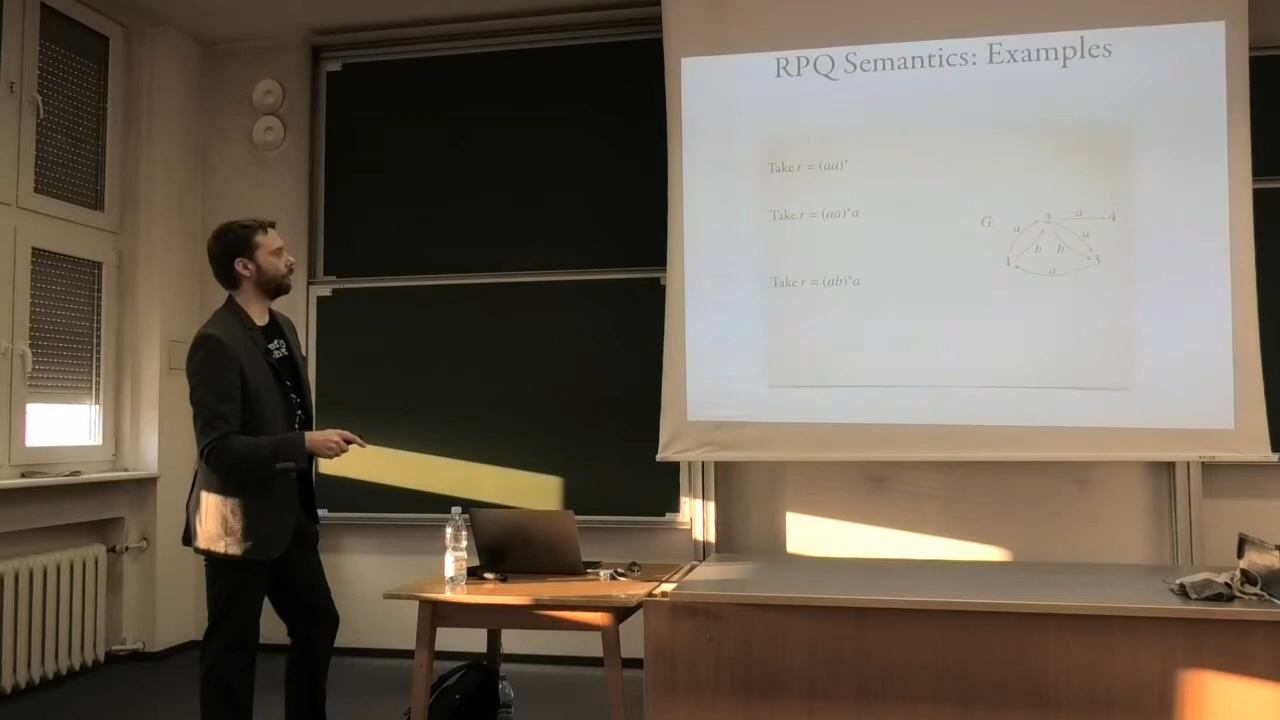 RPQ Semantics: Examples
Take r = (aa)*
Take r = (aa)*a
Take r = (ab)*a
G
2 a 4
a a
b b
1 3
a